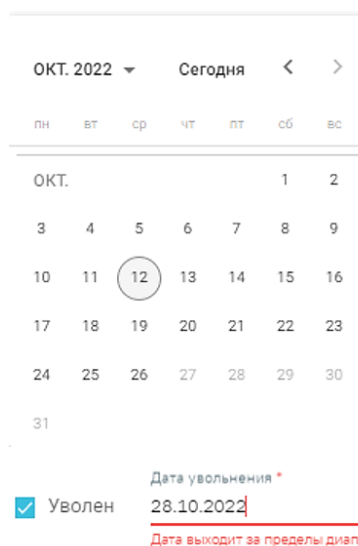 ОКТ. 2022 Сегодня
пн вт ср чт пт сб вс
ОКТ. 1 2
3 4 5 6 7 8 9
10 11 12 13 14 15 16
17 18 19 20 21 22 23
24 25 26 27 28 29 30
31
Дата увольнения *
Уволен 28.10.2022
Дата выходит за пределы диап